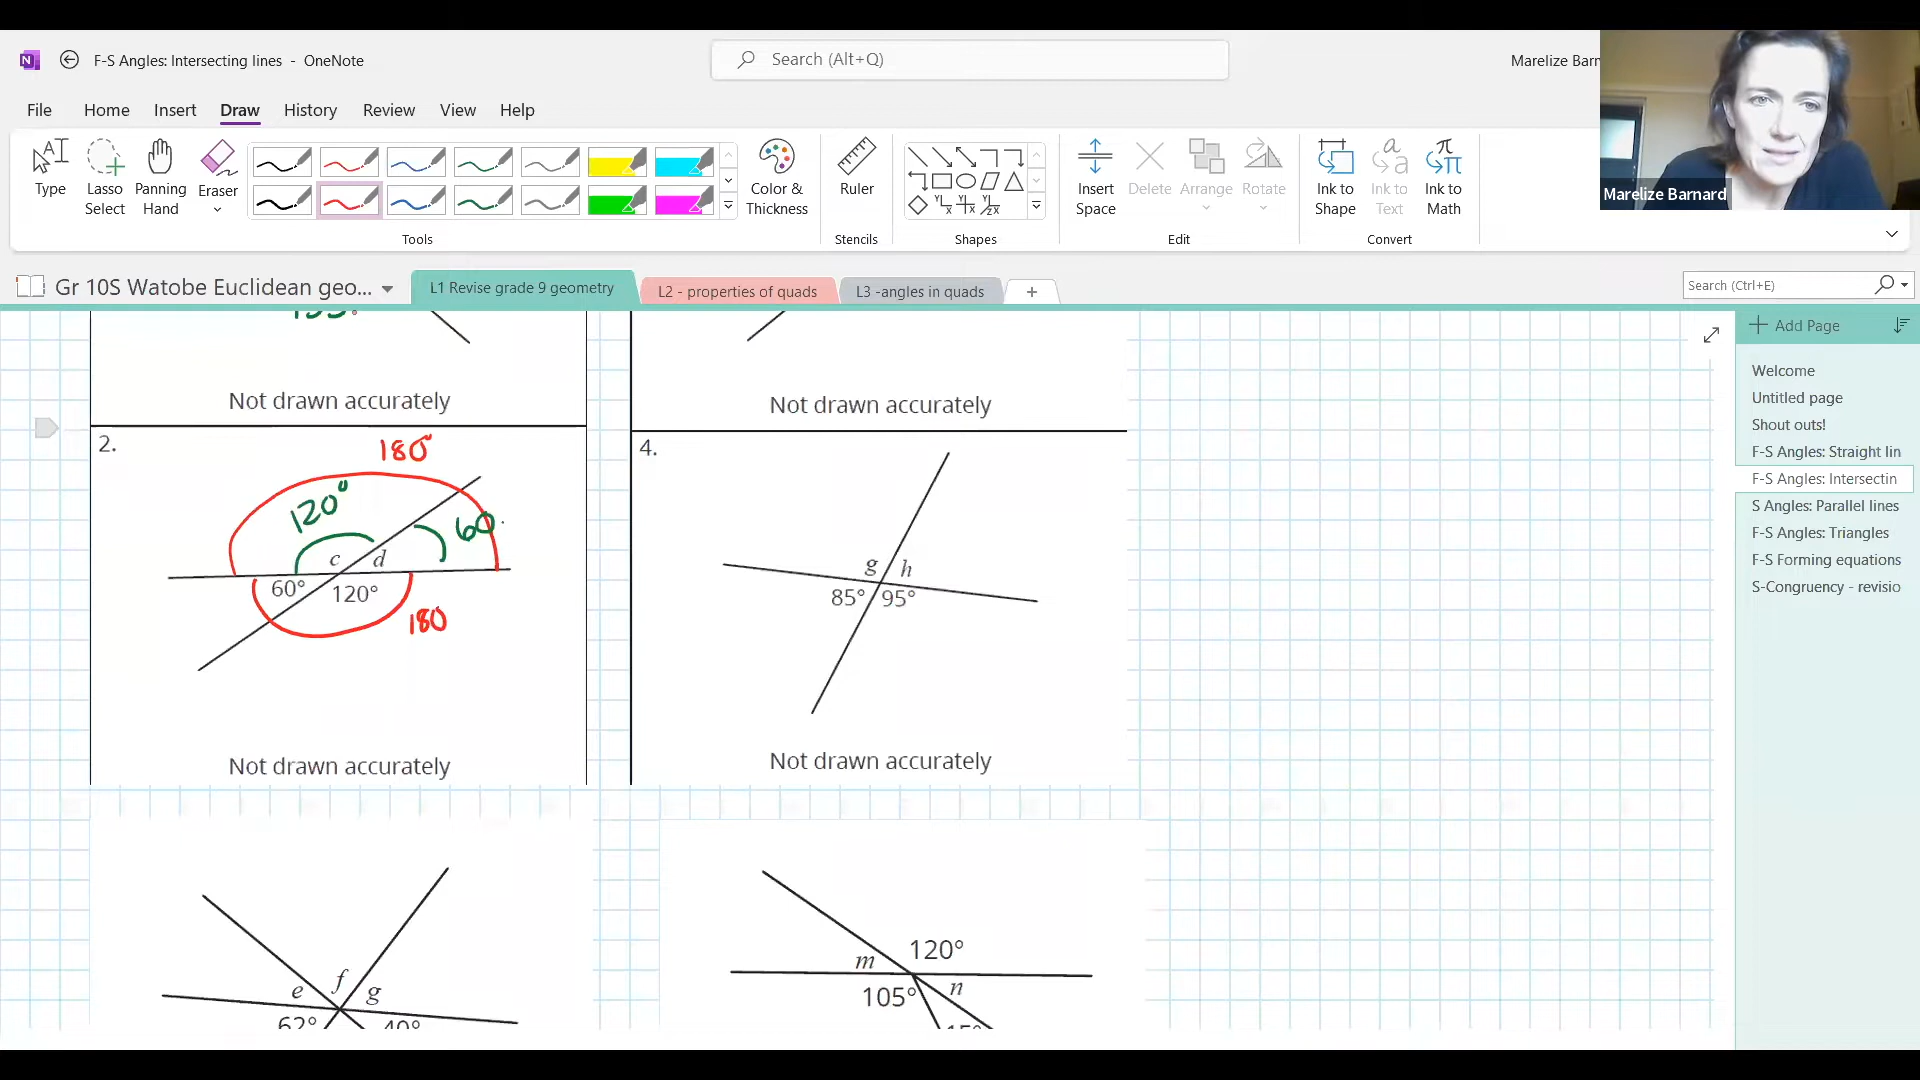 F-S Angles: Intersecting lines - OneNote
Search (Alt+Q)
Marelize Barn
File Home Insert Draw History Review View Help
Type
Lasso Select
Panning Hand
Eraser
Color & Thickness
Ruler
Insert Space
Delete
Arrange
Rotate
Ink to Shape
Ink to Text
Ink to Math
Marelize Barnard
Tools Stencils Shapes Edit Convert
Gr 10S Watobe Euclidean geo...
L1 Revise grade 9 geometry
L2 - properties of quads
L3 -angles in quads
Search (Ctrl+E)
Add Page
Welcome
Untitled page
Shout outs!
F-S Angles: Straight lin
F-S Angles: Intersectin
S Angles: Parallel lines
F-S Angles: Triangles
F-S Forming equations
S-Congruency - revisio
Not drawn accurately
2.
180°
120°
60
c d
60° 120°
180
Not drawn accurately
Not drawn accurately
4.
g h
85° 95°
Not drawn accurately
e f g
62° 40°
120°
m
105° n
15°